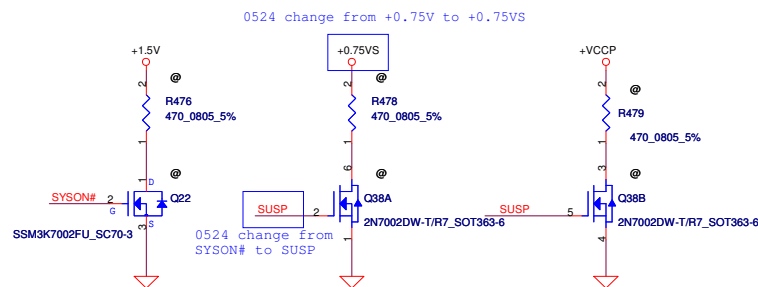 0524 change from +0.75V to +0.75VS
+1.5V
@
2
R476
470_0805_5%
1
@
1
D
Q22
SYSON#
2
G
3
S
SSM3K7002FU_SC70-3
+0.75VS
@
2
R478
470_0805_5%
1
6
@
Q38A
SUSP
2
2N7002DW-T/R7_SOT363-6
1
0524 change from
SYSON# to SUSP
+VCCP
@
2
R479
470_0805_5%
1
3
@
Q38B
SUSP
5
2N7002DW-T/R7_SOT363-6
4